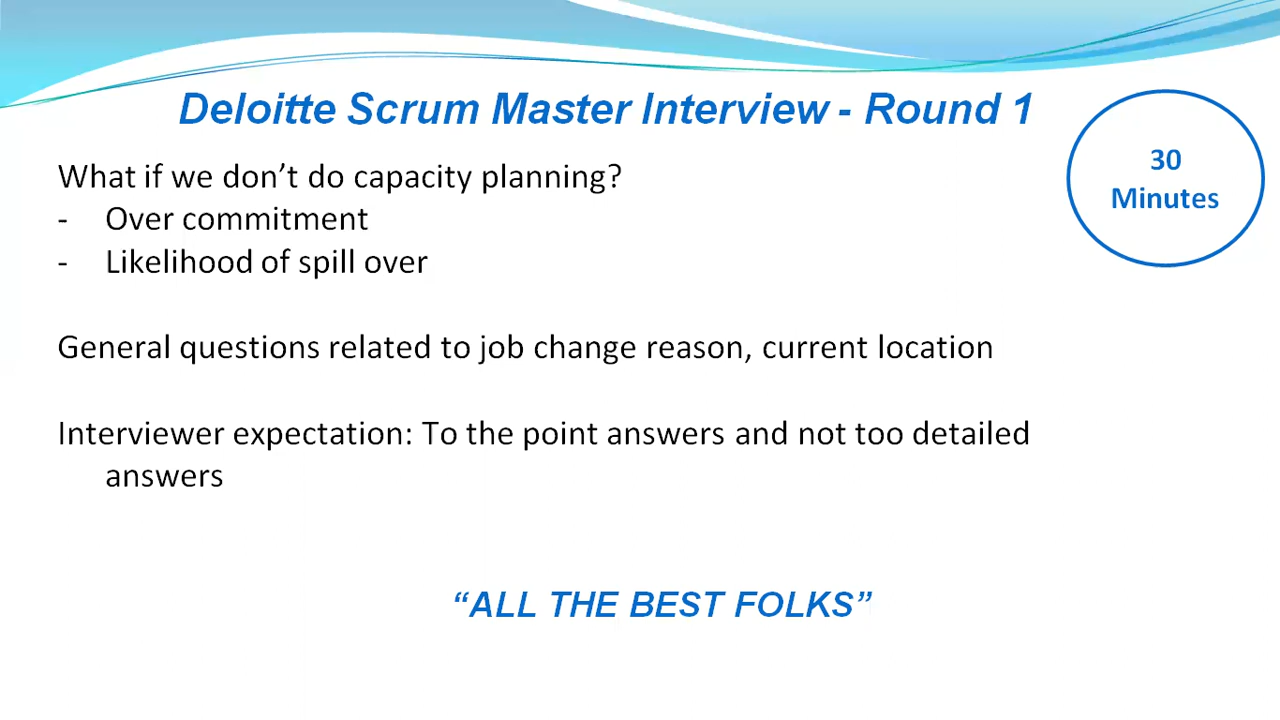 Deloitte Scrum Master Interview - Round 1
30
Minutes
What if we don’t do capacity planning?
- Over commitment
- Likelihood of spill over
General questions related to job change reason, current location
Interviewer expectation: To the point answers and not too detailed
answers
“ALL THE BEST FOLKS”